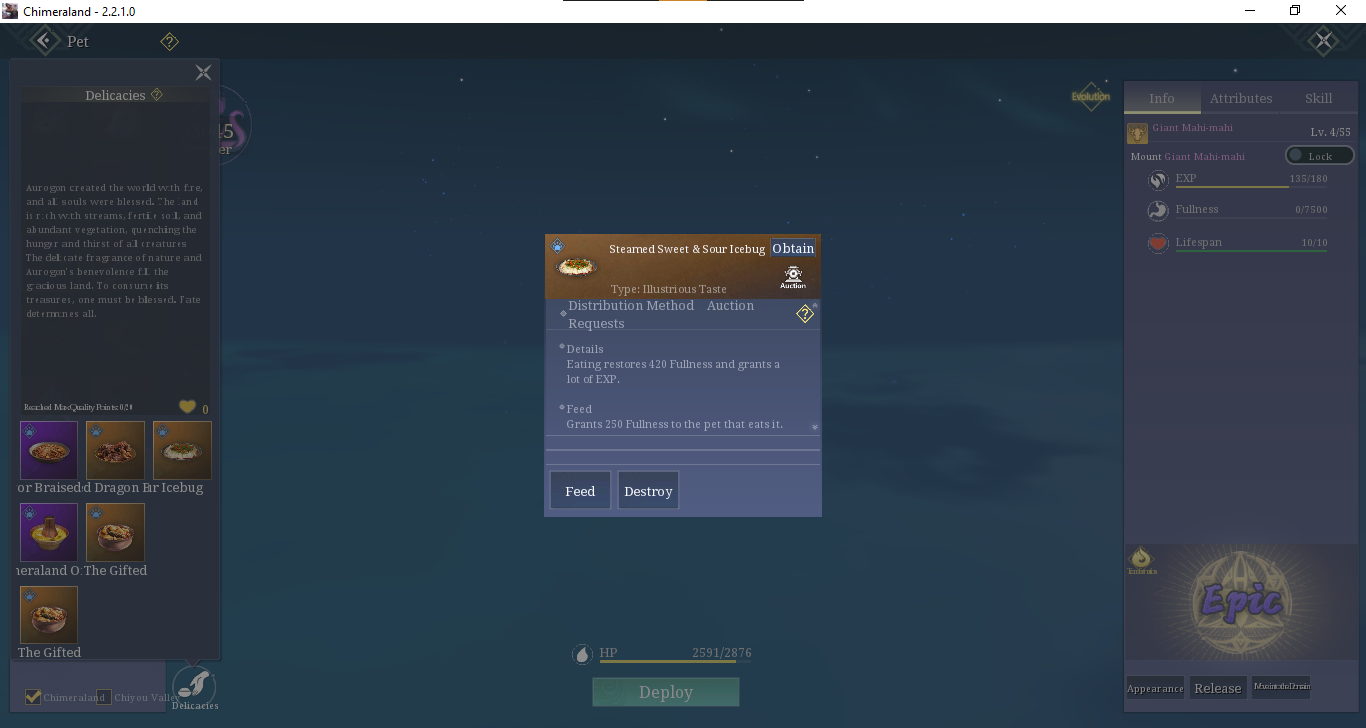 Chimeraland - 2.2.1.0
Pet
?
Delicacies ?
45
er
Aurogon created the world with fire,
and all souls were blessed. The land
is rich with streams, fertile soil, and
abundant vegetation, quenching the
hunger and thirst of all creatures.
The delicate fragrance of nature and
Aurogon's benevolence fill the
gracious land. To consume its
treasures, one must be blessed. Fate
determines all.
Reached Max Quality Points: 0/20
0
or Braised
d Dragon E
ur Icebug
neraland O
The Gifted
The Gifted
Chimeraland
Chiyou Valley
Delicacies
Steamed Sweet & Sour Icebug
Obtain
Auction
Type: Illustrious Taste
Distribution Method Auction
Requests
?
Details
Eating restores 420 Fullness and grants a
lot of EXP.
Feed
Grants 250 Fullness to the pet that eats it.
Feed
Destroy
HP 2591/2876
Deploy
Evolution
Info
Attributes
Skill
Giant Mahi-mahi
Lv. 4/55
Mount Giant Mahi-mahi
Lock
EXP 135/180
Fullness 0/7500
Lifespan 10/10
Epic
Appearance
Release
Move into the Domain